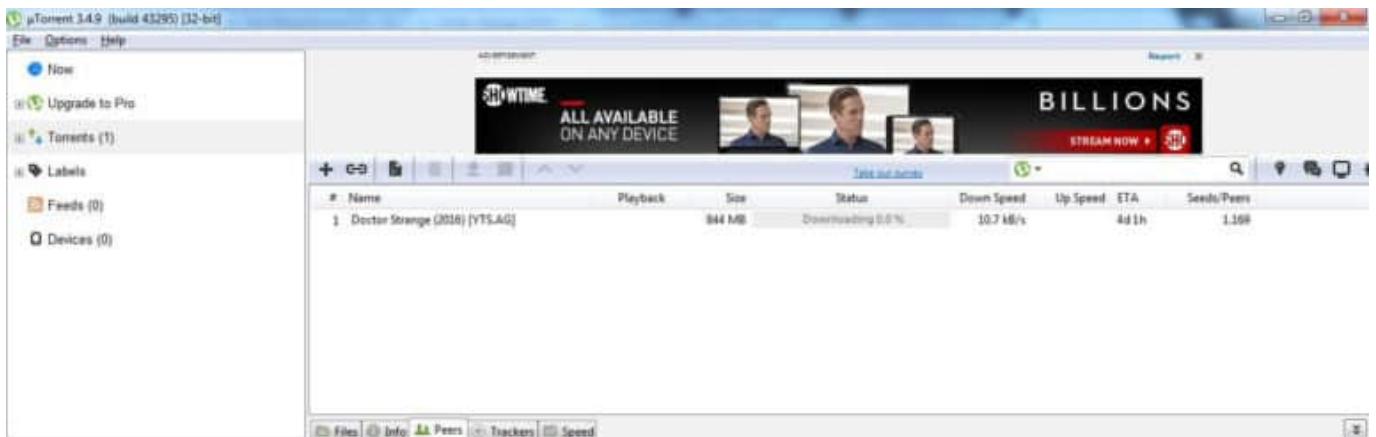 µTorrent 3.4.9 (build 43295) [32-bit]
File Options Help
ADVERTISEMENT
Report X
Now
Upgrade to Pro
Torrents (1)
Labels
Feeds (0)
Devices (0)
SHOWTIME
ALL AVAILABLE
ON ANY DEVICE
BILLIONS
STREAM NOW
SHO
Take our survey
# Name Playback Size Status Down Speed Up Speed ETA Seeds/Peers
1 Doctor Strange (2016) [YTS.AG] 844 MB Downloading 0.0 % 10.7 kB/s 4d 1h 1.169
Files Info Peers Trackers Speed